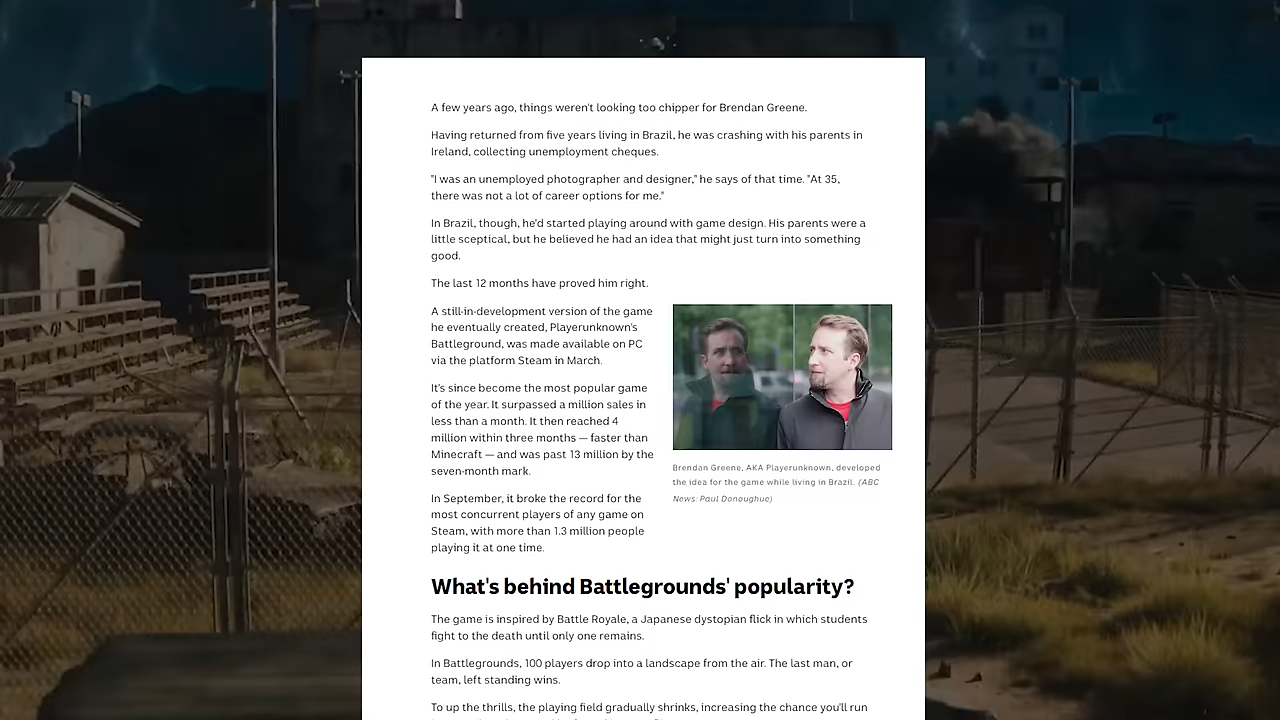 A few years ago, things weren't looking too chipper for Brendan Greene.
Having returned from five years living in Brazil, he was crashing with his parents in
Ireland, collecting unemployment cheques.
"I was an unemployed photographer and designer," he says of that time. "At 35,
there was not a lot of career options for me."
In Brazil, though, he'd started playing around with game design. His parents were a
little sceptical, but he believed he had an idea that might just turn into something
good.
The last 12 months have proved him right.
A still-in-development version of the game
he eventually created, Playerunknown's
Battleground, was made available on PC
via the platform Steam in March.
It's since become the most popular game
of the year. It surpassed a million sales in
less than a month. It then reached 4
million within three months — faster than
Minecraft — and was past 13 million by the
seven-month mark.
In September, it broke the record for the
most concurrent players of any game on
Steam, with more than 1.3 million people
playing it at one time.
Brendan Greene, AKA Playerunknown, developed
the idea for the game while living in Brazil. (ABC
News: Paul Donoughue)
What's behind Battlegrounds' popularity?
The game is inspired by Battle Royale, a Japanese dystopian flick in which students
fight to the death until only one remains.
In Battlegrounds, 100 players drop into a landscape from the air. The last man, or
team, left standing wins.
To up the thrills, the playing field gradually shrinks, increasing the chance you'll run